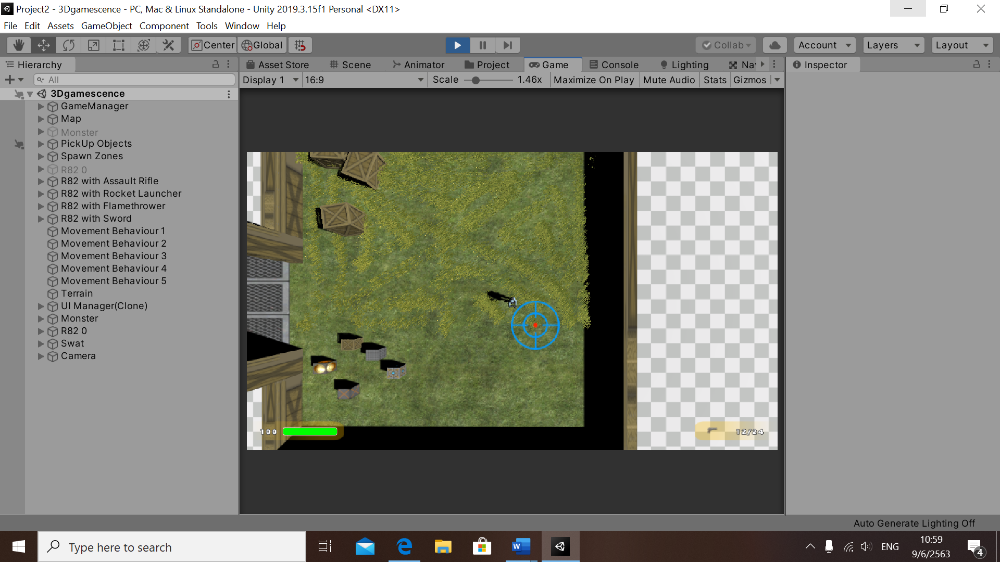 Project2 - 3Dgamescence - PC, Mac & Linux Standalone - Unity 2019.3.15f1 Personal <DX11>
File Edit Assets GameObject Component Tools Window Help
Center Global Collab Account Layers Layout
Hierarchy Asset Store Scene Animator Project Game Console Lighting Nav Inspector
All Display 1 16:9 Scale 1.46x Maximize On Play Mute Audio Stats Gizmos
3Dgamescence
GameManager
Map
Monster
PickUp Objects
Spawn Zones
R82 0
R82 with Assault Rifle
R82 with Rocket Launcher
R82 with Flamethrower
R82 with Sword
Movement Behaviour 1
Movement Behaviour 2
Movement Behaviour 3
Movement Behaviour 4
Movement Behaviour 5
Terrain
UI Manager(Clone)
Monster
R82 0
Swat
Camera
100
12/24
Auto Generate Lighting Off
Type here to search
W
ENG
10:59
9/6/2563
4